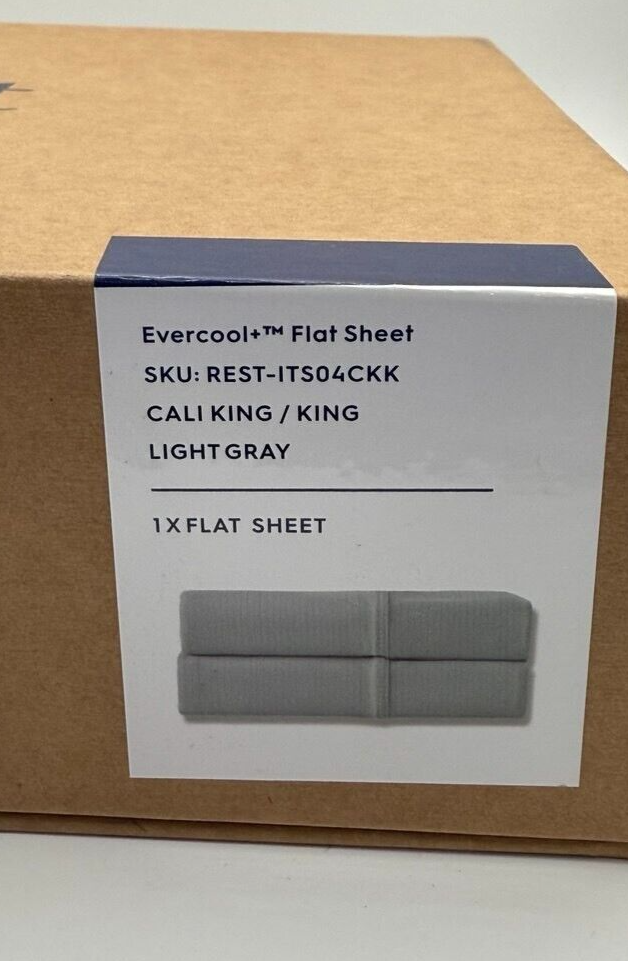 Evercool+™ Flat Sheet
SKU: REST-ITS04CKK
CALI KING / KING
LIGHT GRAY
1 X FLAT SHEET